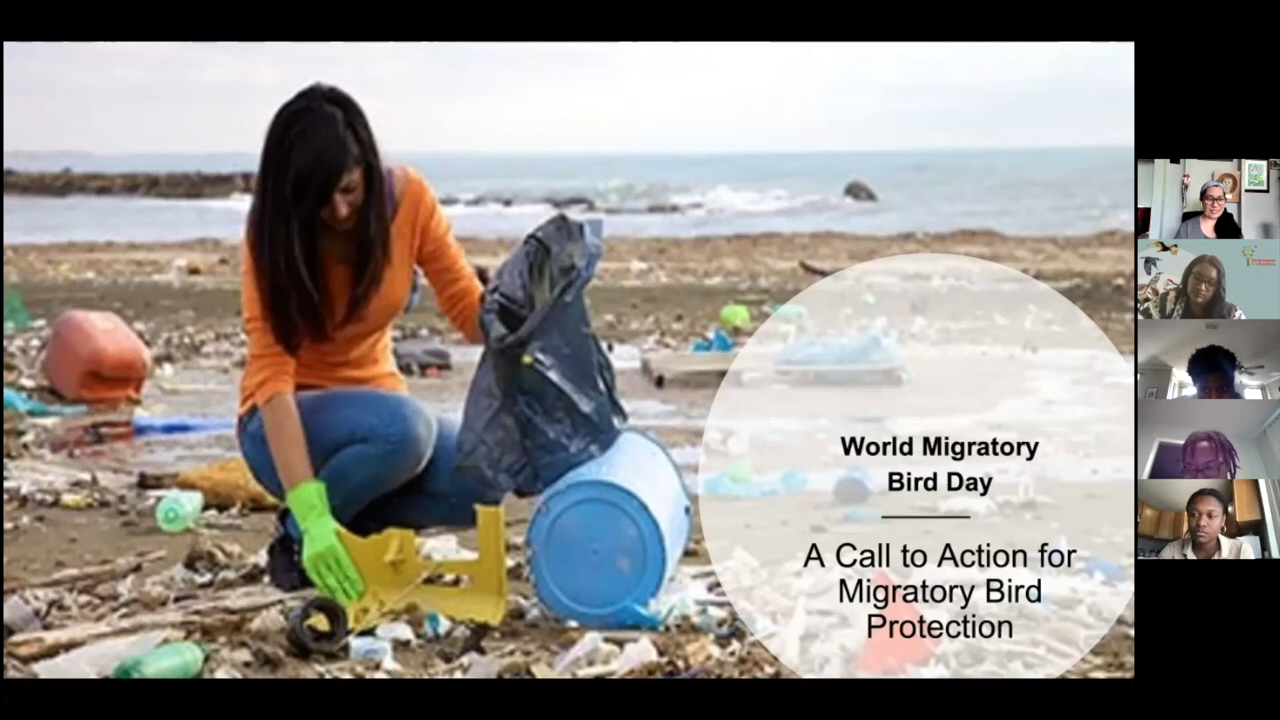 World Migratory
Bird Day
A Call to Action for
Migratory Bird
Protection